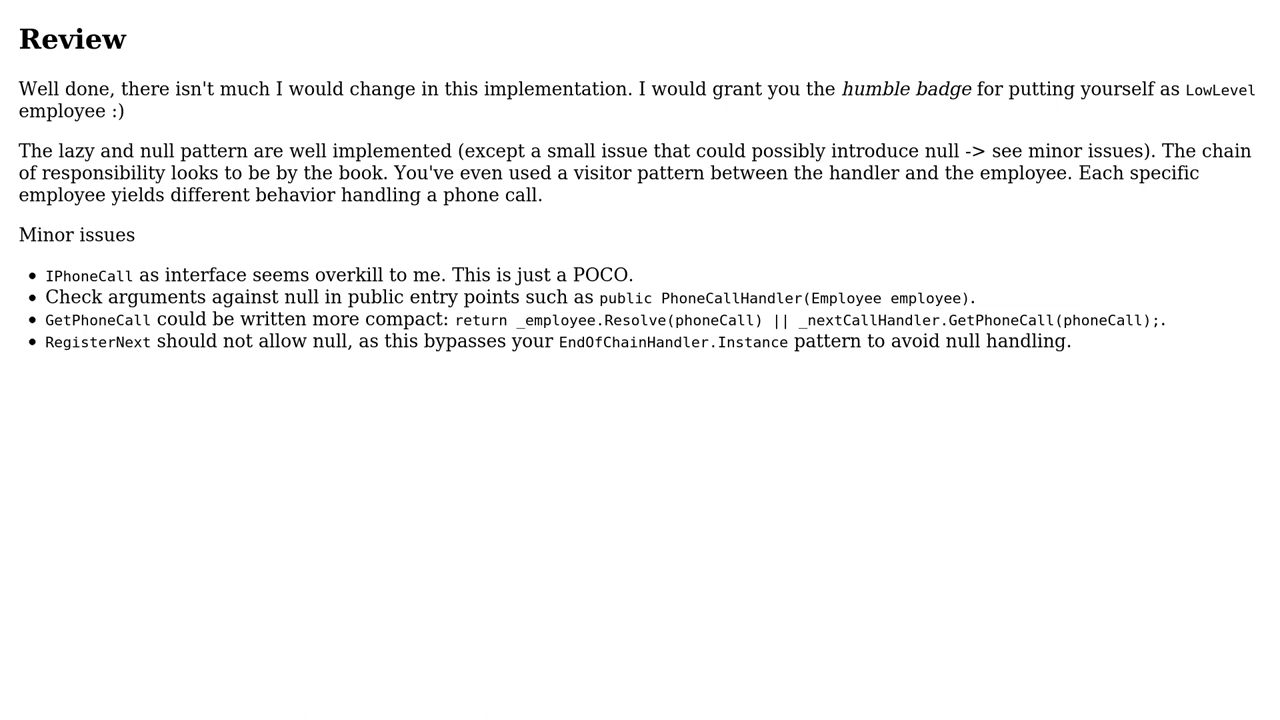 Review
Well done, there isn't much I would change in this implementation. I would grant you the humble badge for putting yourself as LowLevel
employee :)
The lazy and null pattern are well implemented (except a small issue that could possibly introduce null -> see minor issues). The chain
of responsibility looks to be by the book. You've even used a visitor pattern between the handler and the employee. Each specific
employee yields different behavior handling a phone call.
Minor issues
• IPhoneCall as interface seems overkill to me. This is just a POCO.
• Check arguments against null in public entry points such as public PhoneCallHandler(Employee employee).
• GetPhoneCall could be written more compact: return _employee.Resolve(phoneCall) || _nextCallHandler.GetPhoneCall(phoneCall);.
• RegisterNext should not allow null, as this bypasses your EndOfChainHandler.Instance pattern to avoid null handling.